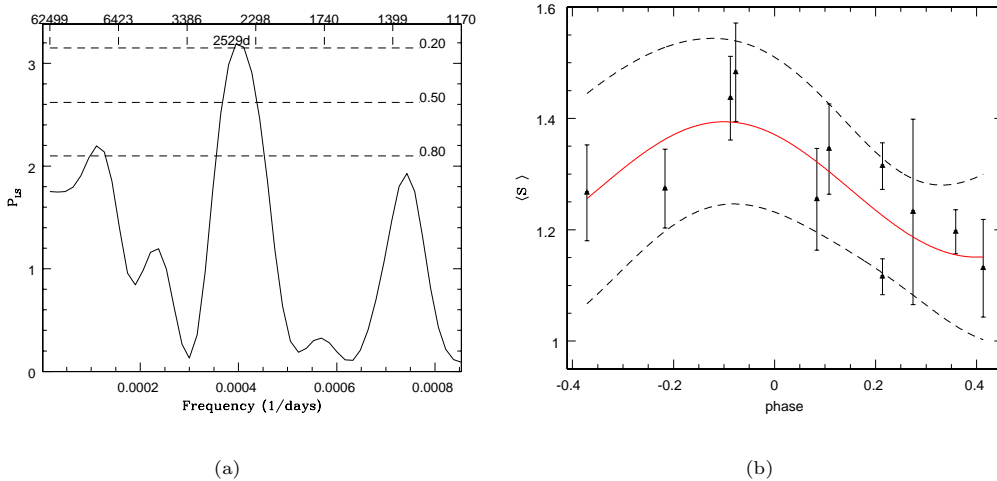 62499 6423 3386 2298 1740 1399 1170
2529d
0.20
0.50
0.80
3
2
1
0
P_LS
0.0002 0.0004 0.0006 0.0008
Frequency (1/days)
(a)
1.6
1.4
1.2
1
⟨S⟩
-0.4 -0.2 0 0.2 0.4
phase
(b)